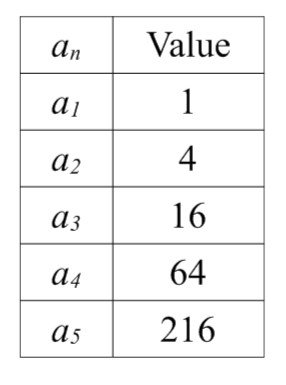 aₙ Value
a₁ 1
a₂ 4
a₃ 16
a₄ 64
a₅ 216